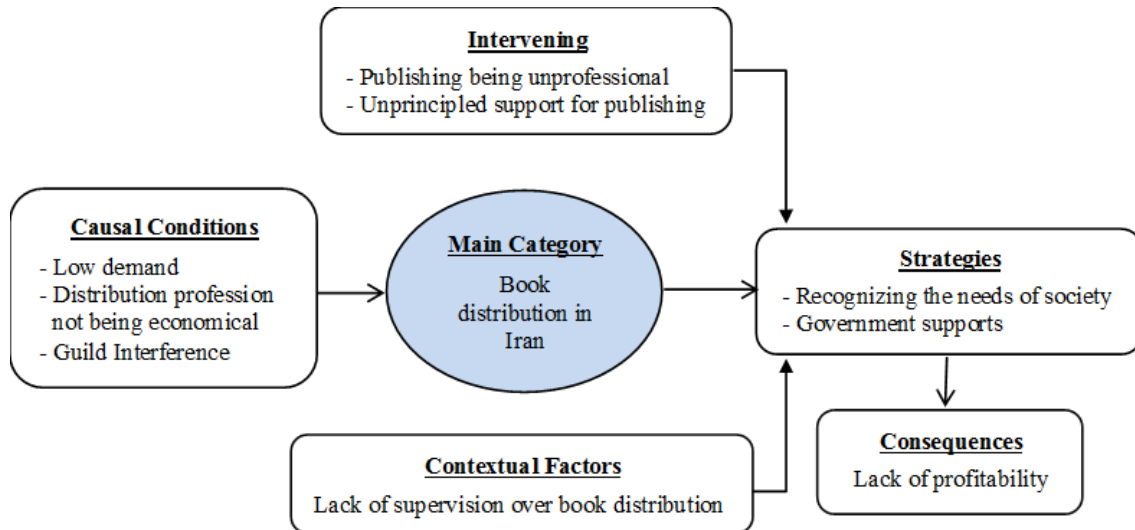 Intervening
- Publishing being unprofessional
- Unprincipled support for publishing
Causal Conditions
- Low demand
- Distribution profession
not being economical
- Guild Interference
Main Category
Book
distribution in
Iran
Strategies
- Recognizing the needs of society
- Government supports
Contextual Factors
Lack of supervision over book distribution
Consequences
Lack of profitability